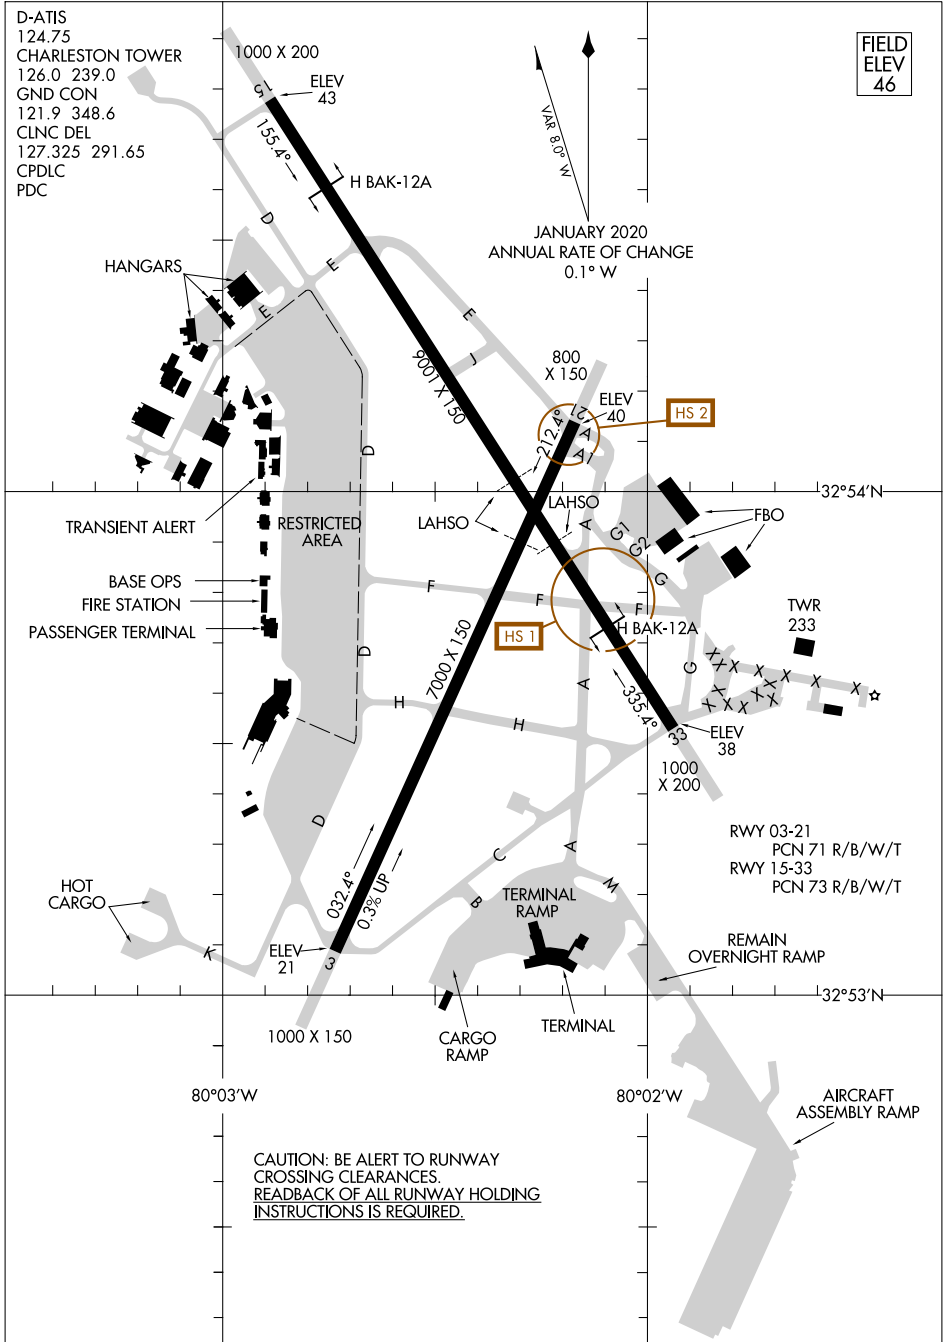 D-ATIS
124.75
CHARLESTON TOWER
126.0 239.0
GND CON
121.9 348.6
CLNC DEL
127.325 291.65
CPDLC
PDC
FIELD
ELEV
46
1000 X 200
ELEV
43
15
155.4°
H BAK-12A
VAR 8.0° W
JANUARY 2020
ANNUAL RATE OF CHANGE
0.1° W
D
E
HANGARS
E
E
J
9001 X 150
800
X 150
ELEV
40
21
HS 2
212.4°
A
A1
D
32°54'N
TRANSIENT ALERT
RESTRICTED
AREA
LAHSO
LAHSO
A
G1
G2
FBO
BASE OPS
FIRE STATION
PASSENGER TERMINAL
F
F
F
G
HS 1
H BAK-12A
TWR
233
D
7000 X 150
A
G
X X X X X X
X X X X X X X
335.4°
H
H
33
ELEV
38
1000
X 200
D
C
A
RWY 03-21
PCN 71 R/B/W/T
RWY 15-33
PCN 73 R/B/W/T
HOT
CARGO
032.4°
0.3% UP
B
M
TERMINAL
RAMP
K
ELEV
21
3
REMAIN
OVERNIGHT RAMP
32°53'N
1000 X 150
CARGO
RAMP
TERMINAL
80°03'W
80°02'W
AIRCRAFT
ASSEMBLY RAMP
CAUTION: BE ALERT TO RUNWAY
CROSSING CLEARANCES.
READBACK OF ALL RUNWAY HOLDING
INSTRUCTIONS IS REQUIRED.